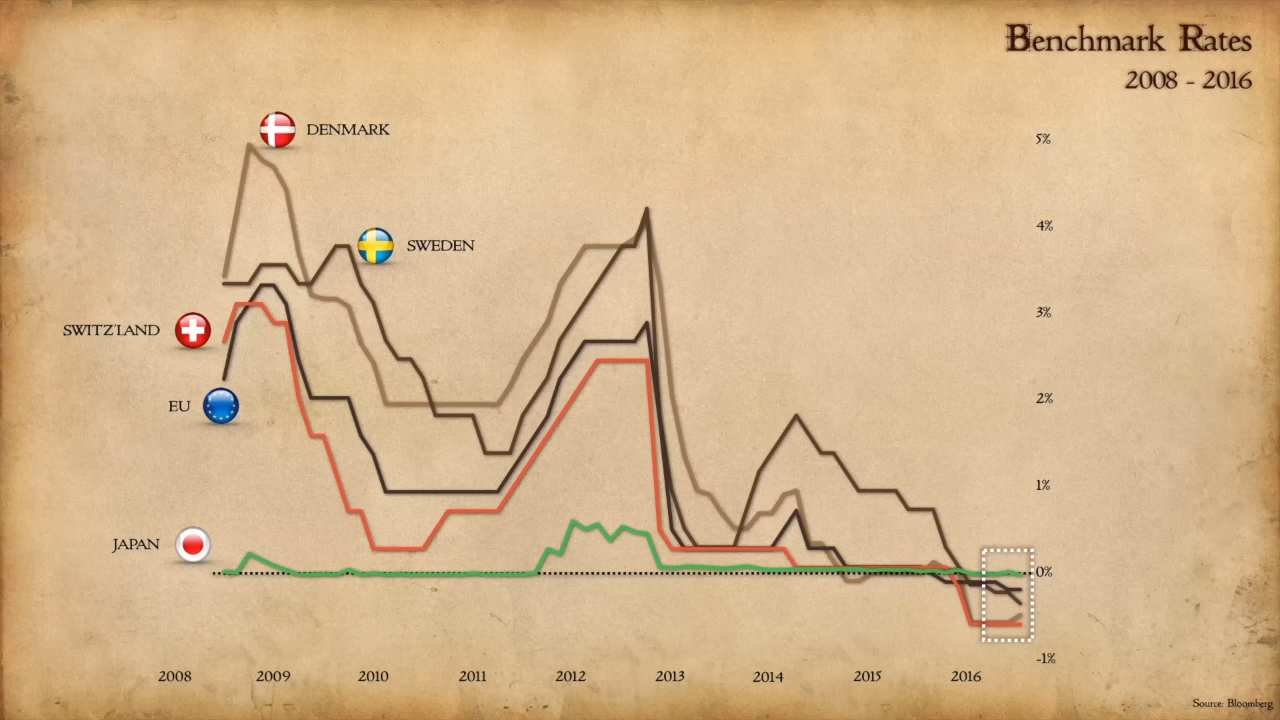 Benchmark Rates
2008 - 2016
DENMARK
SWEDEN
SWITZ'LAND
EU
JAPAN
5%
4%
3%
2%
1%
0%
-1%
2008 2009 2010 2011 2012 2013 2014 2015 2016
Source: Bloomberg